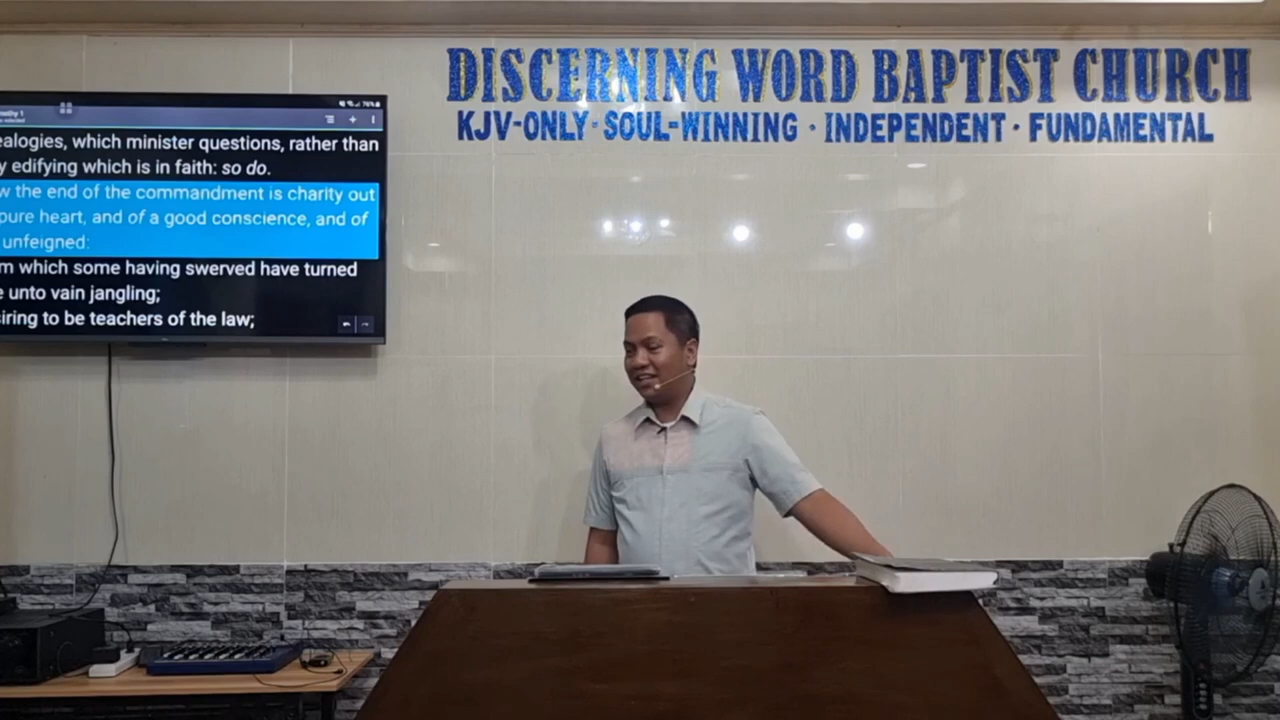 DISCERNING WORD BAPTIST CHURCH
KJV-ONLY · SOUL-WINNING · INDEPENDENT · FUNDAMENTAL
76%
ealogies, which minister questions, rather than
y edifying which is in faith: so do.
w the end of the commandment is charity out
pure heart, and of a good conscience, and of
unfeigned:
m which some having swerved have turned
e unto vain jangling;
siring to be teachers of the law;